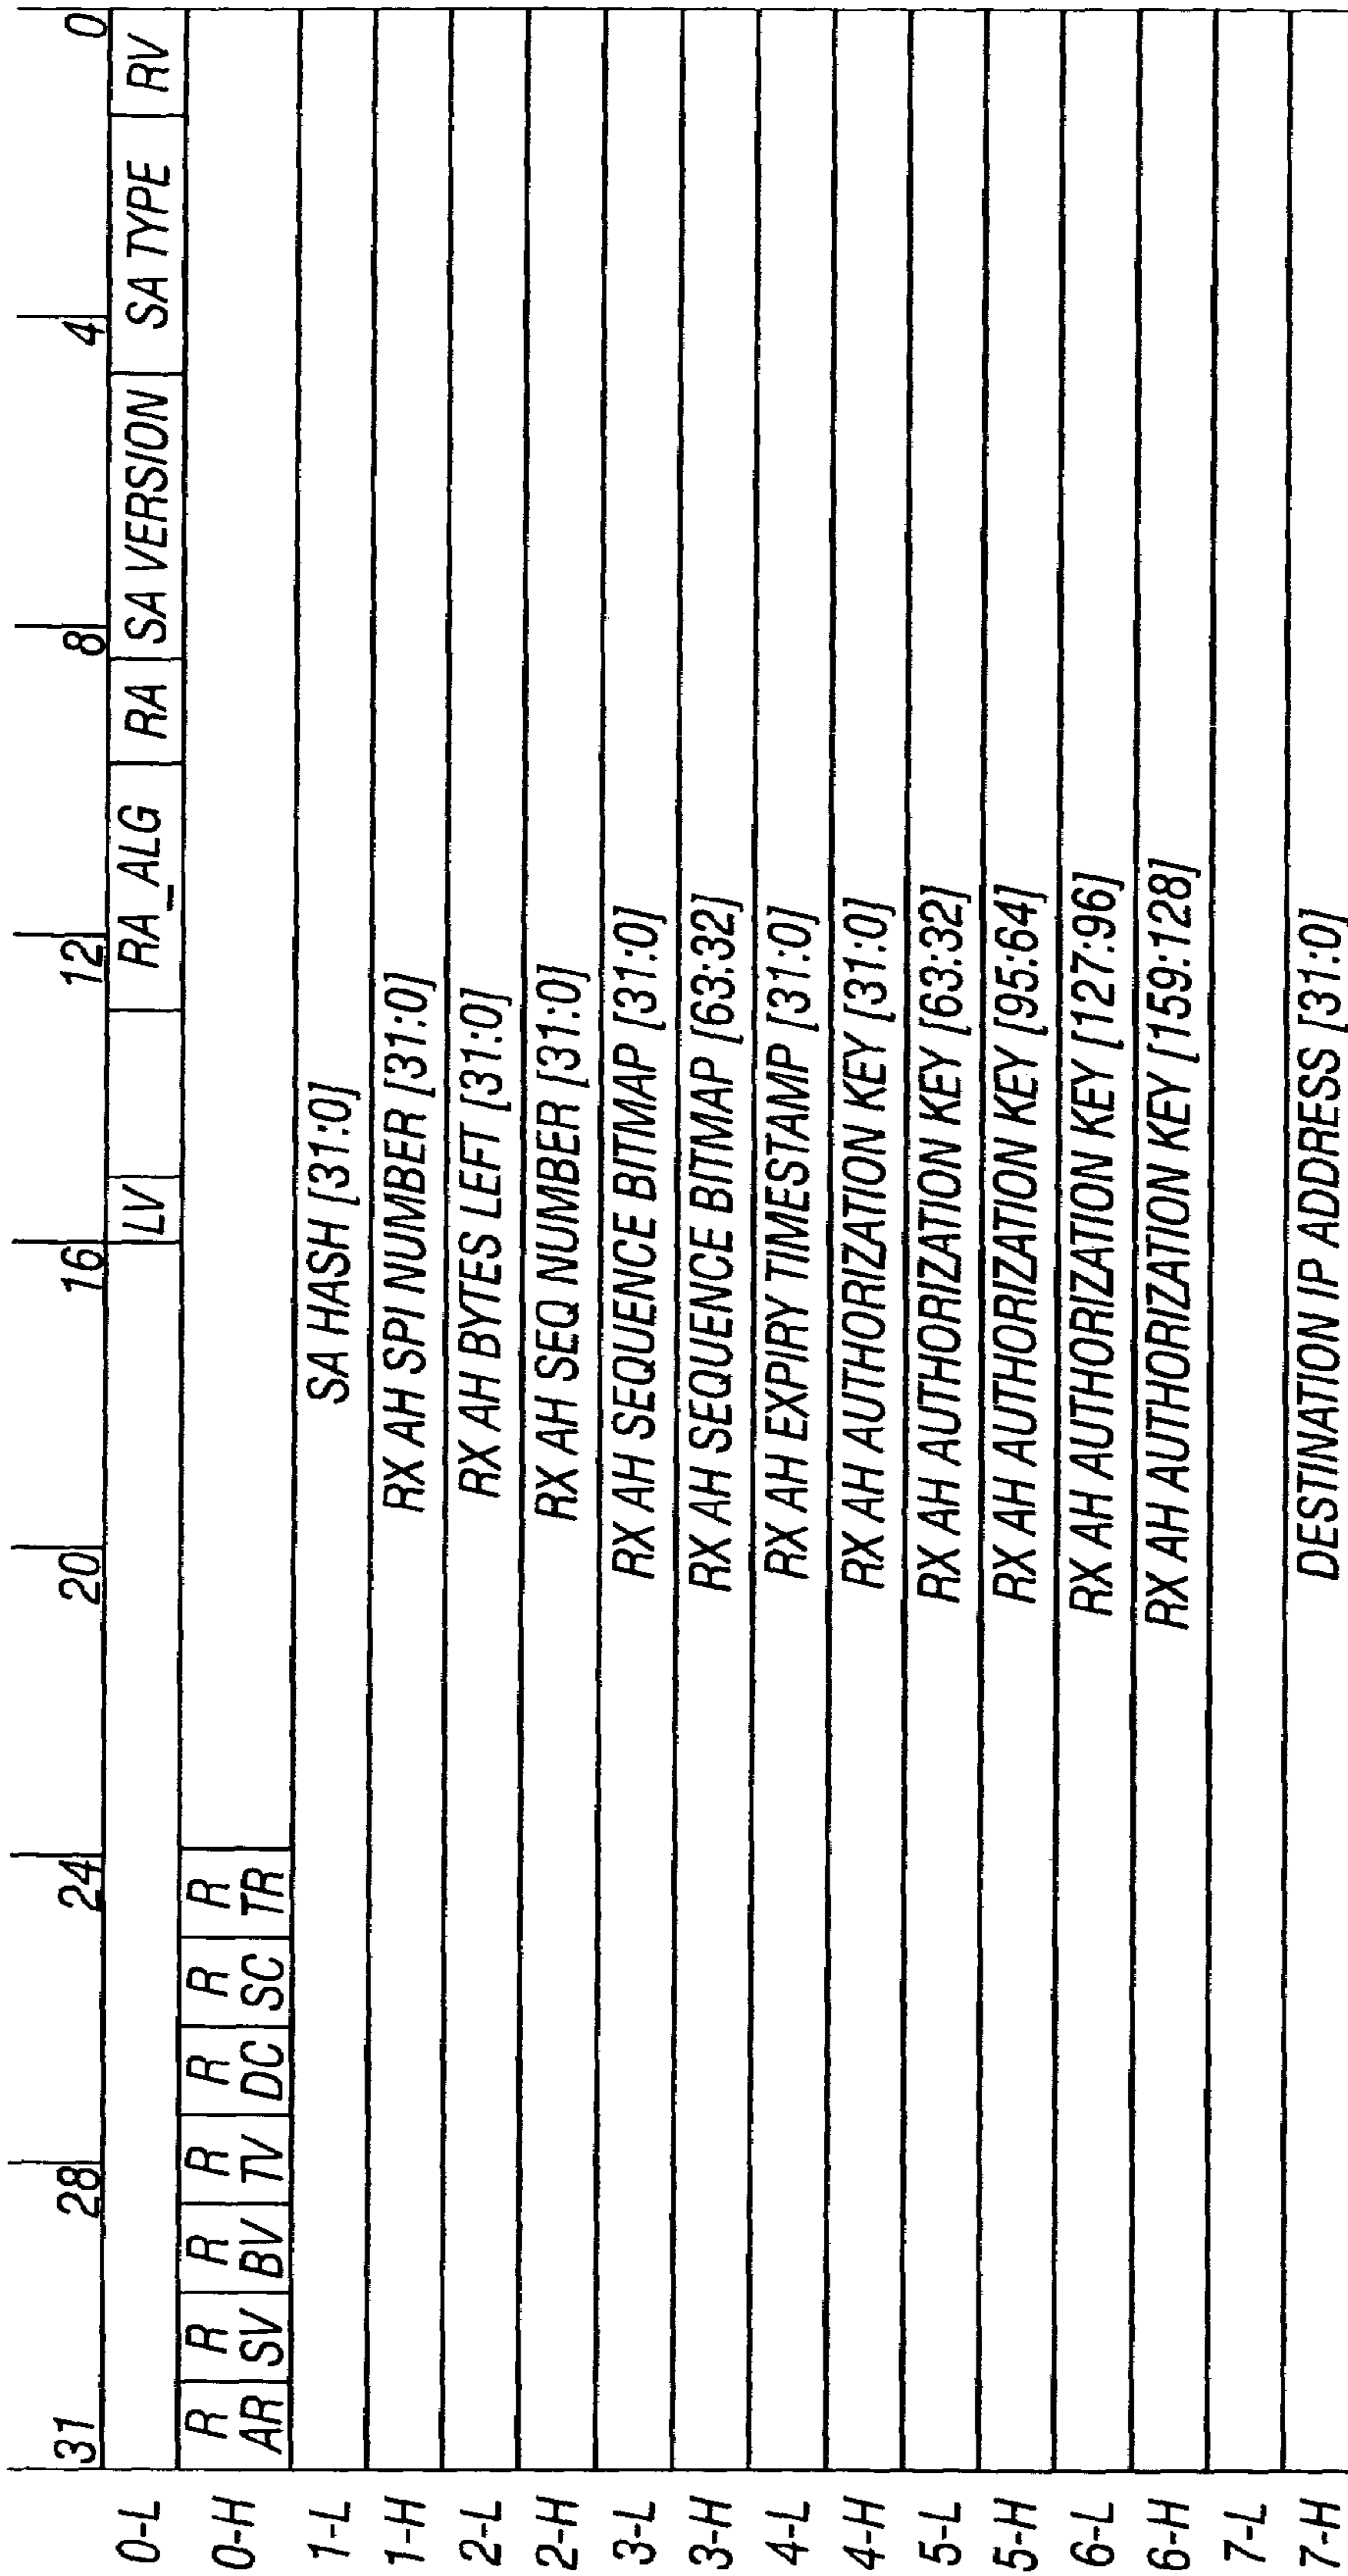 31 28 24 20 16 12 8 4 0
0-L LV RA_ALG RA SA VERSION SA TYPE RV
0-H R AR R SV R BV R TV R DC R SC R TR
1-L SA HASH [31:0]
1-H RX AH SPI NUMBER [31:0]
2-L RX AH BYTES LEFT [31:0]
2-H RX AH SEQ NUMBER [31:0]
3-L RX AH SEQUENCE BITMAP [31:0]
3-H RX AH SEQUENCE BITMAP [63:32]
4-L RX AH EXPIRY TIMESTAMP [31:0]
4-H RX AH AUTHORIZATION KEY [31:0]
5-L RX AH AUTHORIZATION KEY [63:32]
5-H RX AH AUTHORIZATION KEY [95:64]
6-L RX AH AUTHORIZATION KEY [127:96]
6-H RX AH AUTHORIZATION KEY [159:128]
7-L
7-H DESTINATION IP ADDRESS [31:0]